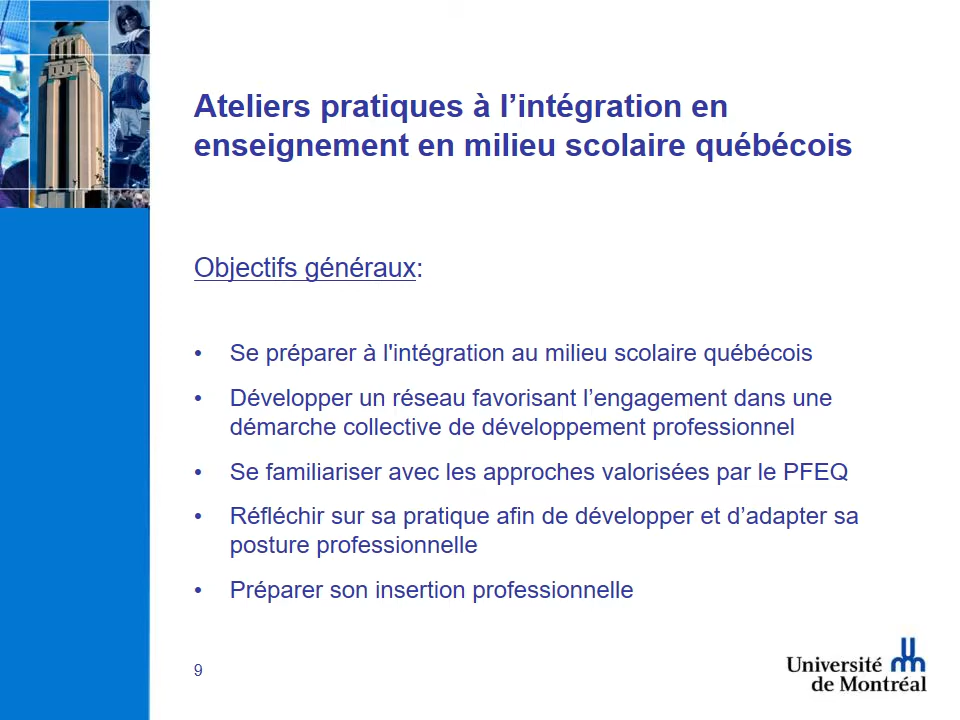 Ateliers pratiques à l’intégration en
enseignement en milieu scolaire québécois
Objectifs généraux:
• Se préparer à l'intégration au milieu scolaire québécois
• Développer un réseau favorisant l’engagement dans une
démarche collective de développement professionnel
• Se familiariser avec les approches valorisées par le PFEQ
• Réfléchir sur sa pratique afin de développer et d’adapter sa
posture professionnelle
• Préparer son insertion professionnelle
9
Université
de Montréal